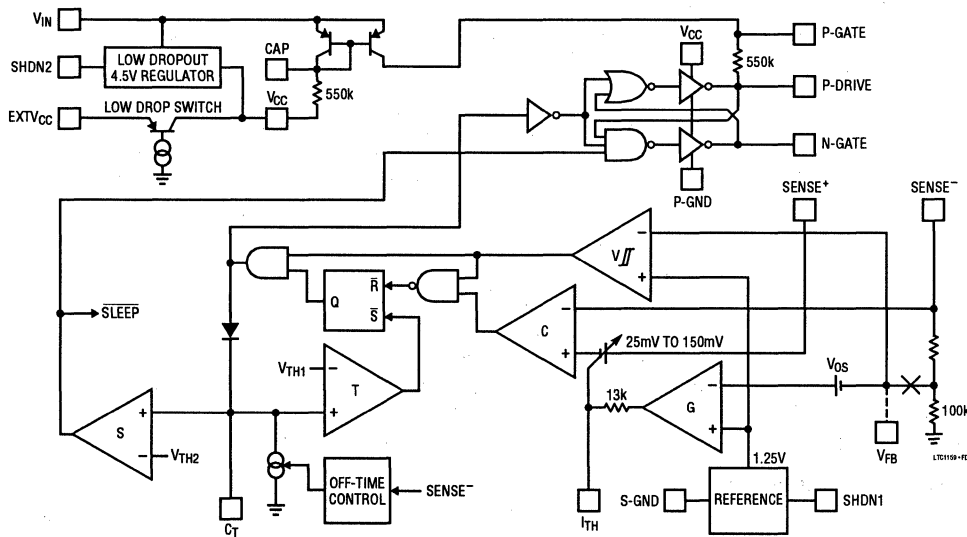 V_IN
CAP
V_CC
P-GATE
SHDN2
LOW DROPOUT
4.5V REGULATOR
550k
550k
LOW DROP SWITCH
V_CC
P-DRIVE
EXTV_CC
N-GATE
P-GND
SENSE+
SENSE−
V
−
+
R̅
Q
S̅
SLEEP
C
−
+
25mV TO 150mV
V_TH1
−
T
+
V_OS
13k
G
−
+
100k
S
+
−
V_TH2
V_FB
LTC1159 • FD
1.25V
OFF-TIME
CONTROL
SENSE−
S-GND
REFERENCE
SHDN1
C_T
I_TH